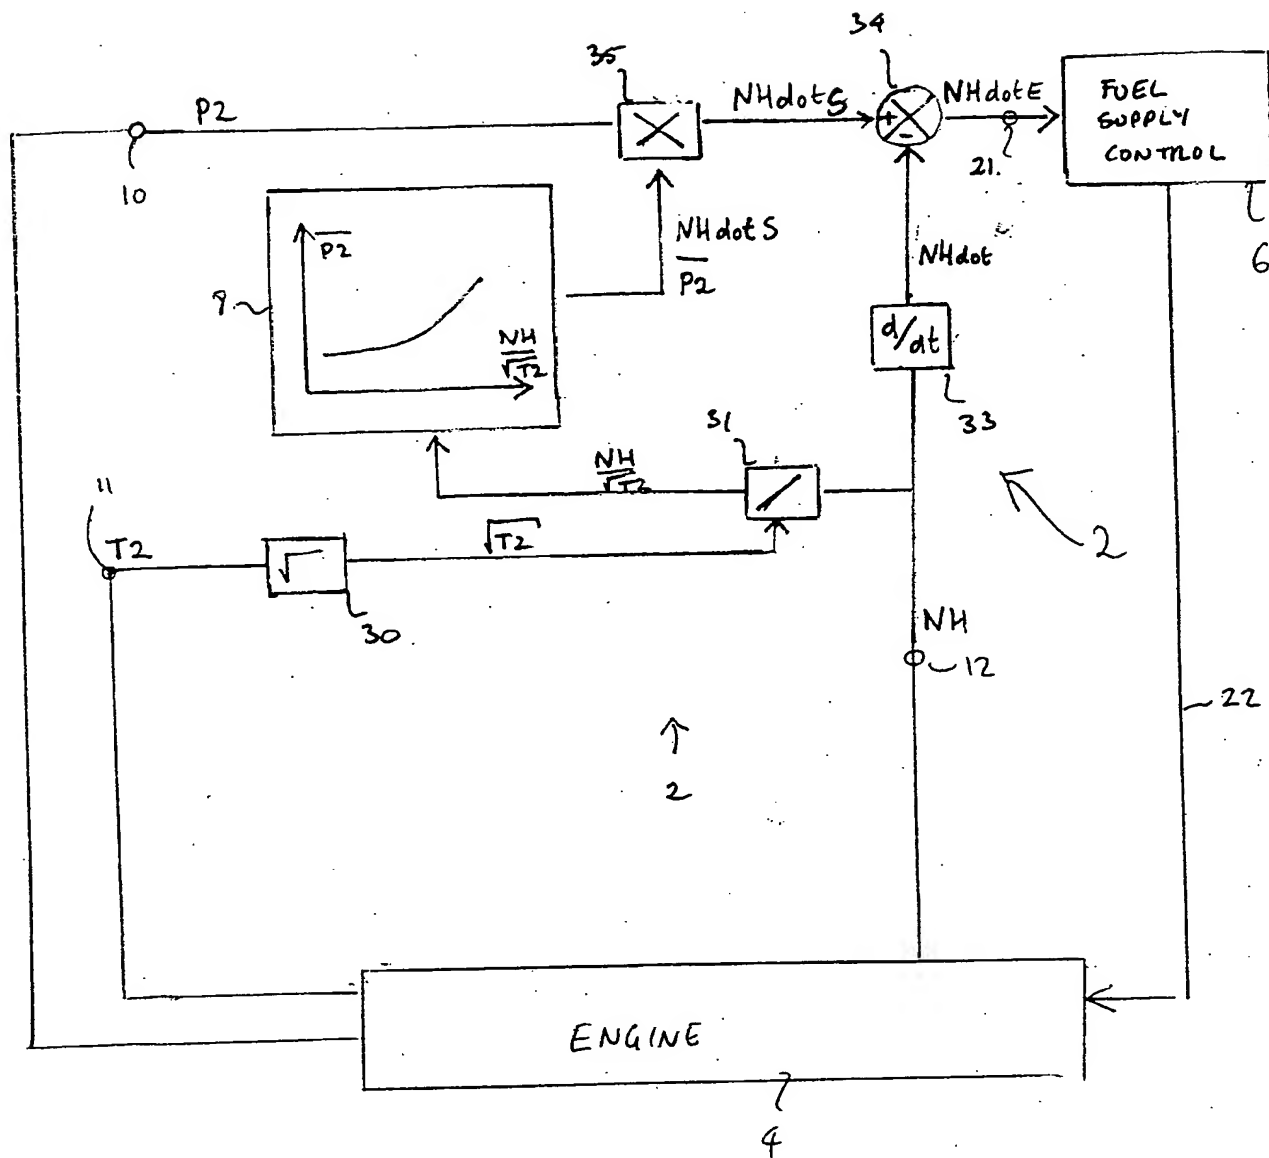 34
35
P2
NHdotS
NHdotE
FUEL
SUPPLY
CONTROL
+
-
10
21.
6
P2
NHdotS
P2
NHdot
NH
√T2
d/dt
33
31
NH
√T2
11
T2
√
√T2
30.
2
NH
12
22
2
ENGINE
4